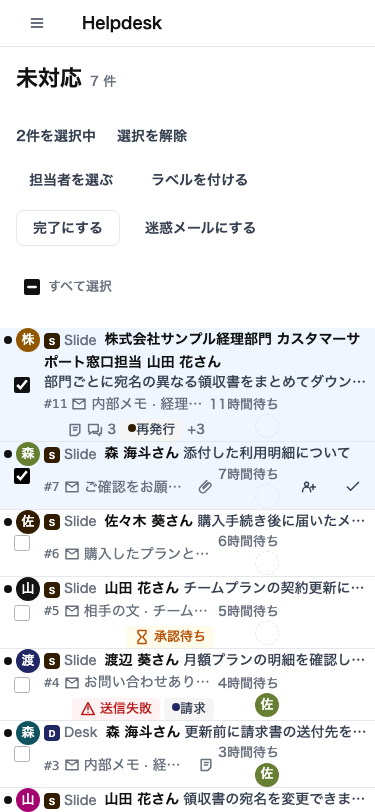 Helpdesk
未対応 7 件
2件を選択中 選択を解除
担当者を選ぶ ラベルを付ける
完了にする 迷惑メールにする
すべて選択
株 S Slide 株式会社サンプル経理部門 カスタマーサ
ポート窓口担当 山田 花さん
部門ごとに宛名の異なる領収書をまとめてダウン…
#11 内部メモ · 経理… 11時間待ち
3 再発行 +3
森 S Slide 森 海斗さん 添付した利用明細について
7時間待ち
#7 ご確認をお願…
佐 S Slide 佐々木 葵さん 購入手続き後に届いたメ…
6時間待ち
#6 購入したプランと…
山 S Slide 山田 花さん チームプランの契約更新に…
#5 相手の文 · チーム… 5時間待ち
承認待ち
渡 S Slide 渡辺 葵さん 月額プランの明細を確認し…
#4 お問い合わせあり… 4時間待ち
送信失敗 請求 佐
森 D Desk 森 海斗さん 更新前に請求書の送付先を…
3時間待ち
#3 内部メモ · 経…
佐
山 S Slide 山田 花さん 領収書の宛名を変更できま…